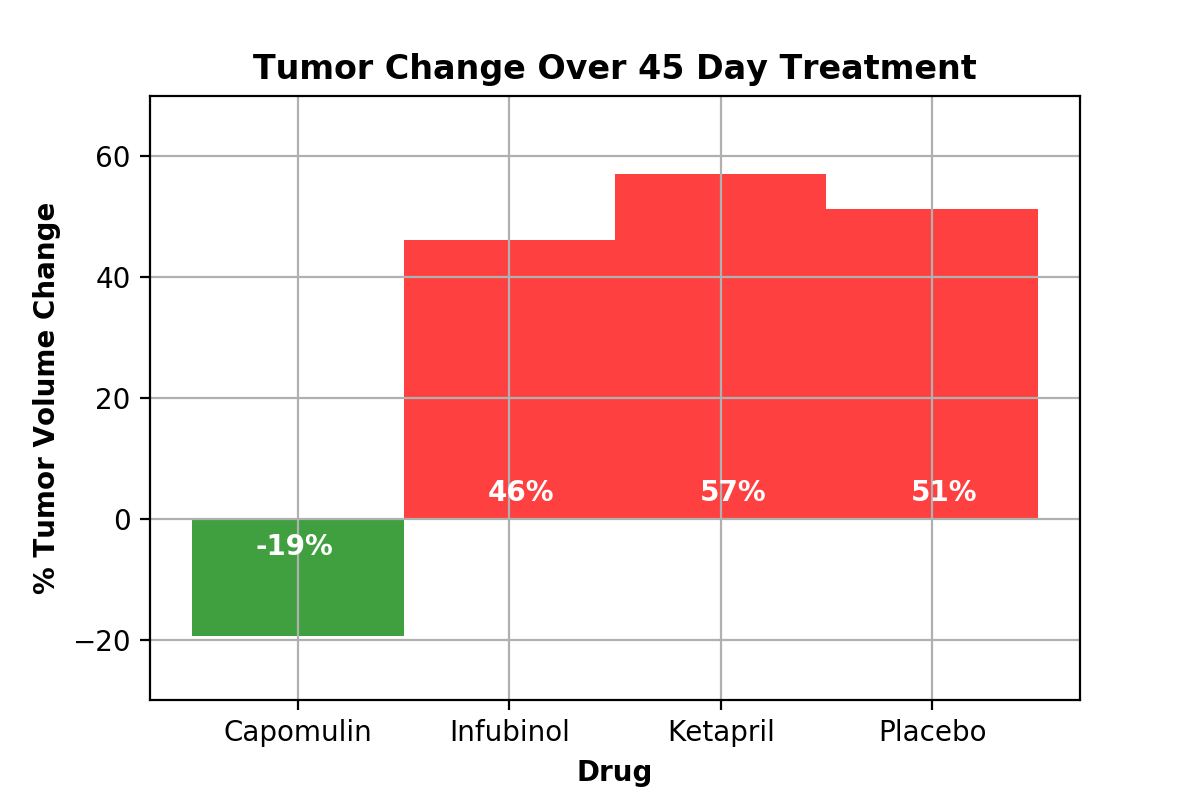 Tumor Change Over 45 Day Treatment
% Tumor Volume Change
60
40
20
0
−20
-19%
46%
57%
51%
Capomulin
Infubinol
Ketapril
Placebo
Drug